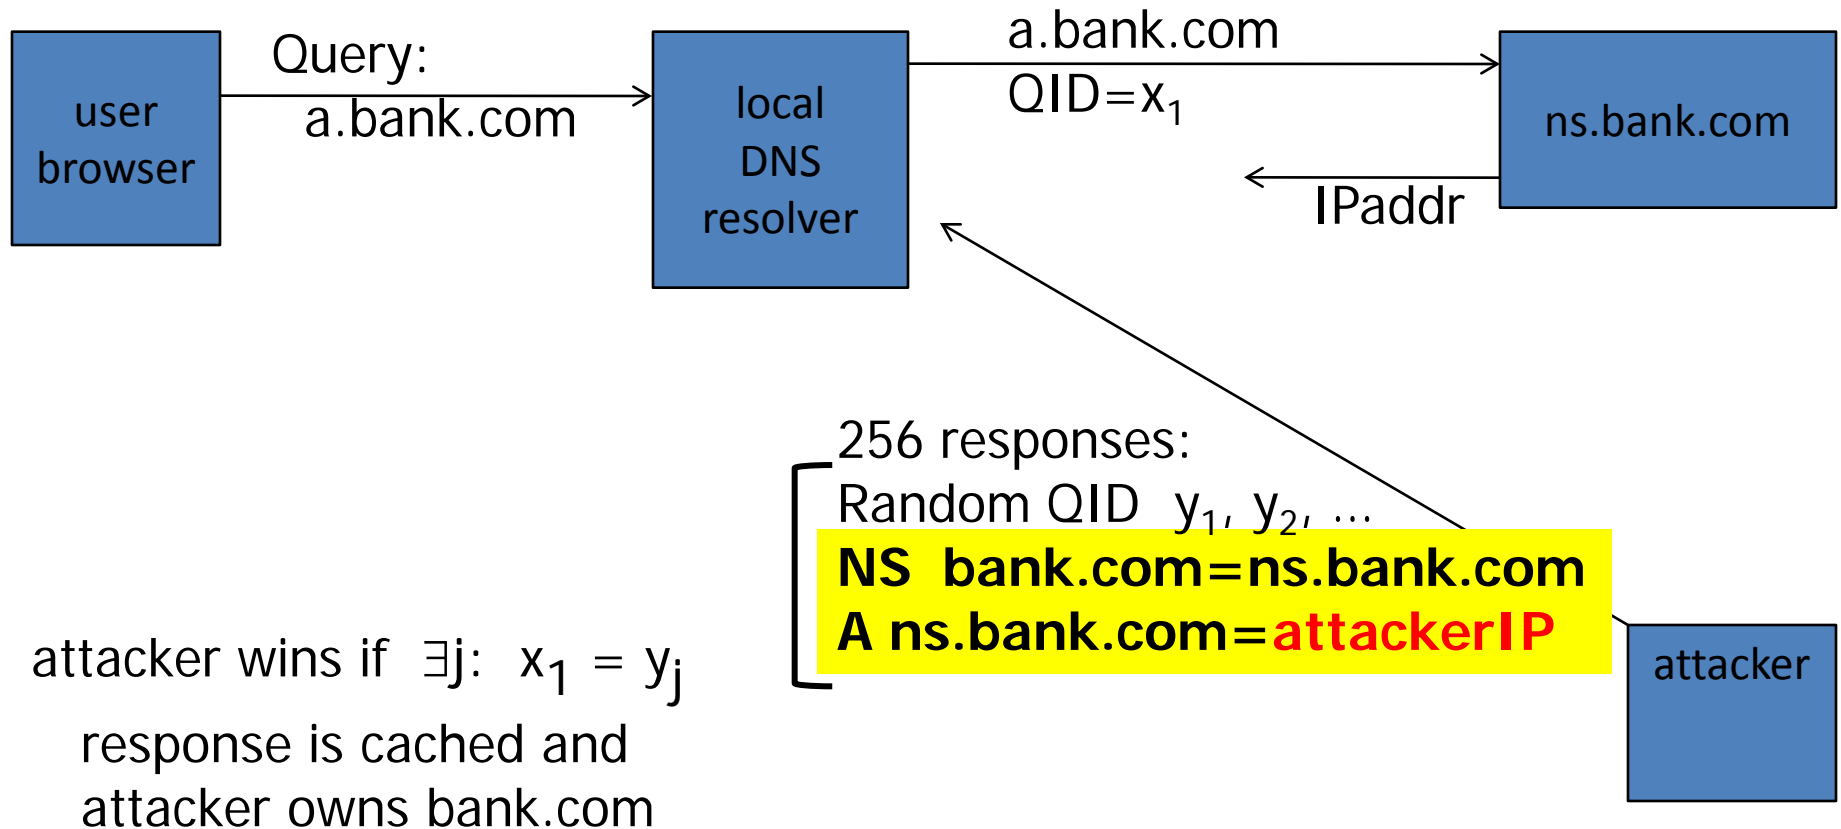 user
browser
Query:
a.bank.com
local
DNS
resolver
a.bank.com
QID=x₁
ns.bank.com
IPaddr
256 responses:
Random QID y₁, y₂, …
NS bank.com=ns.bank.com
A ns.bank.com=attackerIP
attacker
attacker wins if ∃j: x₁ = yⱼ
response is cached and
attacker owns bank.com